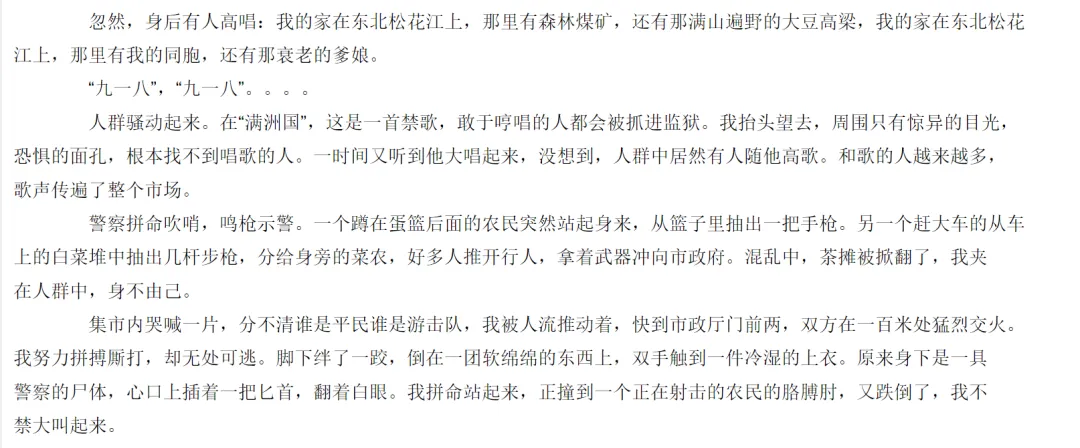 忽然，身后有人高唱：我的家在东北松花江上，那里有森林煤矿，还有那满山遍野的大豆高粱，我的家在东北松花
江上，那里有我的同胞，还有那衰老的爹娘。
“九一八”，“九一八”。。。。
人群骚动起来。在“满洲国”，这是一首禁歌，敢于哼唱的人都会被抓进监狱。我抬头望去，周围只有惊异的目光，
恐惧的面孔，根本找不到唱歌的人。一时间又听到他大唱起来，没想到，人群中居然有人随他高歌。和歌的人越来越多，
歌声传遍了整个市场。
警察拼命吹哨，鸣枪示警。一个蹲在蛋篮后面的农民突然站起身来，从篮子里抽出一把手枪。另一个赶大车的从车
上的白菜堆中抽出几杆步枪，分给身旁的菜农，好多人推开行人，拿着武器冲向市政府。混乱中，茶摊被掀翻了，我夹
在人群中，身不由己。
集市内哭喊一片，分不清谁是平民谁是游击队，我被人流推动着，快到市政厅门前两，双方在一百米处猛烈交火。
我努力拼搏厮打，却无处可逃。脚下绊了一跤，倒在一团软绵绵的东西上，双手触到一件冷湿的上衣。原来身下是一具
警察的尸体，心口上插着一把匕首，翻着白眼。我拼命站起来，正撞到一个正在射击的农民的胳膊肘，又跌倒了，我不
禁大叫起来。